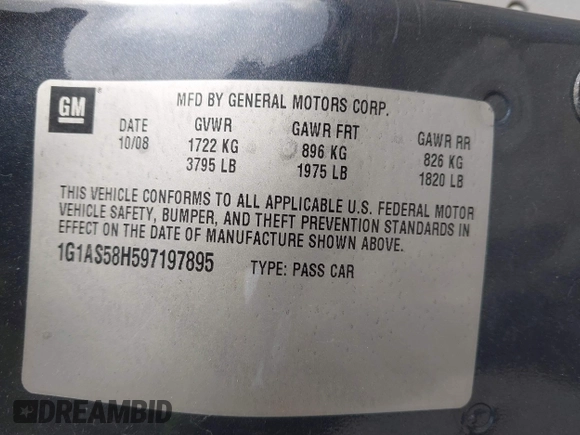 GM
MFD BY GENERAL MOTORS CORP.
DATE GVWR GAWR FRT GAWR RR
10/08 1722 KG 896 KG 826 KG
3795 LB 1975 LB 1820 LB
THIS VEHICLE CONFORMS TO ALL APPLICABLE U.S. FEDERAL MOTOR
VEHICLE SAFETY, BUMPER, AND THEFT PREVENTION STANDARDS IN
EFFECT ON THE DATE OF MANUFACTURE SHOWN ABOVE.
1G1AS58H597197895 TYPE: PASS CAR
DREAMBID